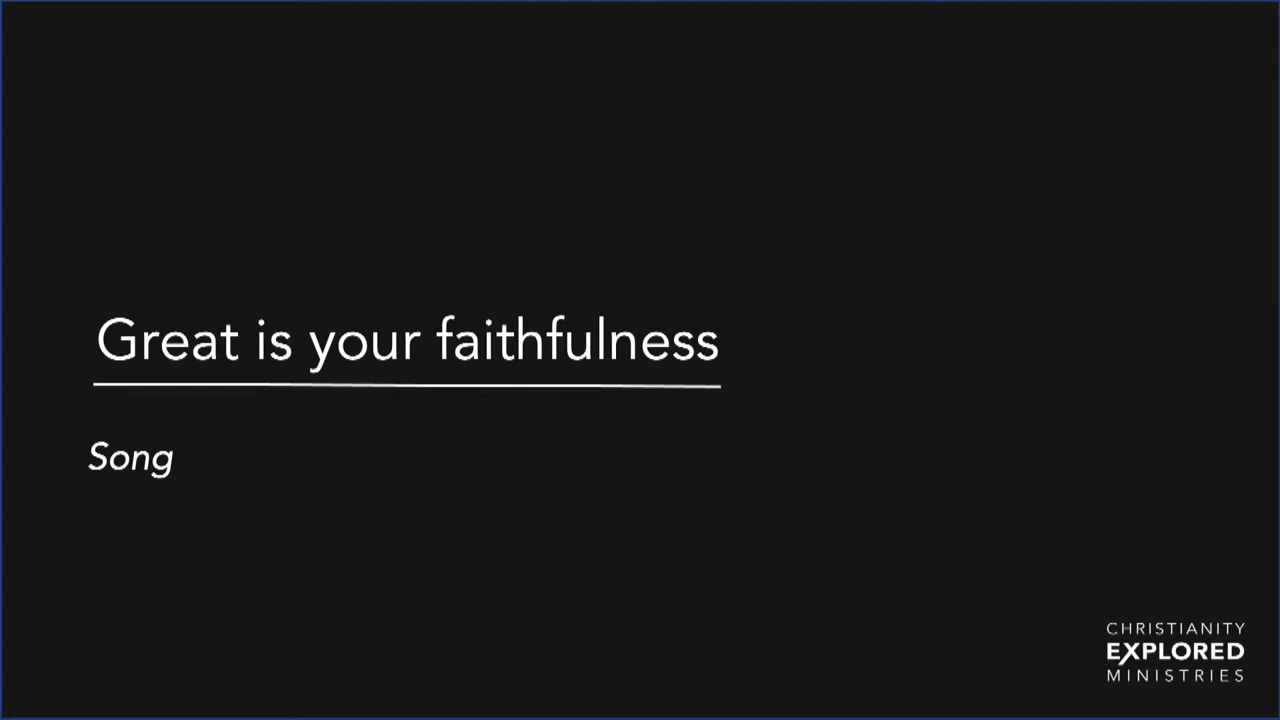 Great is your faithfulness
Song
CHRISTIANITY
EXPLORED
MINISTRIES